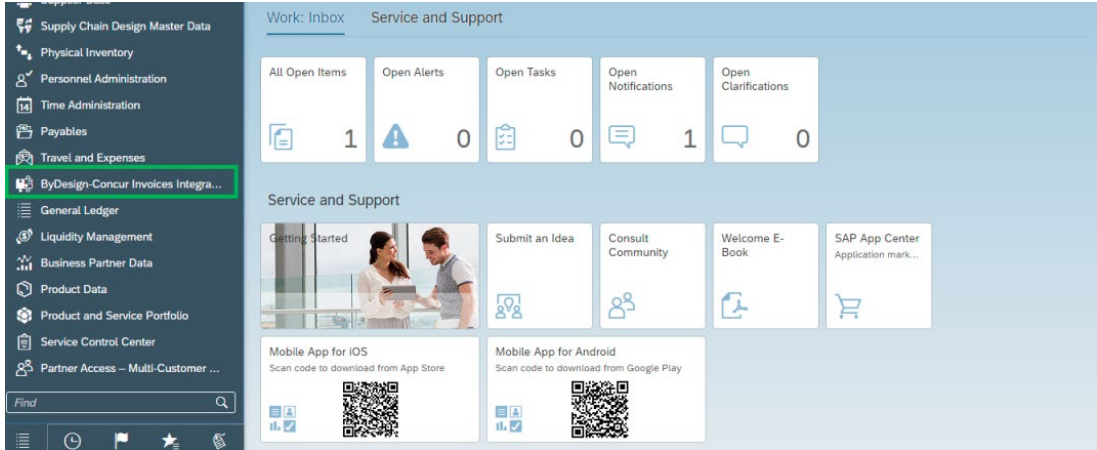 Supplier Base
Supply Chain Design Master Data
Physical Inventory
Personnel Administration
14
Time Administration
Payables
Travel and Expenses
ByDesign-Concur Invoices Integra...
General Ledger
Liquidity Management
Business Partner Data
Product Data
Product and Service Portfolio
Service Control Center
Partner Access – Multi-Customer ...
Find
Work: Inbox
Service and Support
All Open Items
1
Open Alerts
0
Open Tasks
0
Open
Notifications
1
Open
Clarifications
0
Service and Support
Getting Started
Submit an Idea
Consult
Community
Welcome E-
Book
SAP App Center
Application mark...
Mobile App for iOS
Scan code to download from App Store
Mobile App for Android
Scan code to download from Google Play